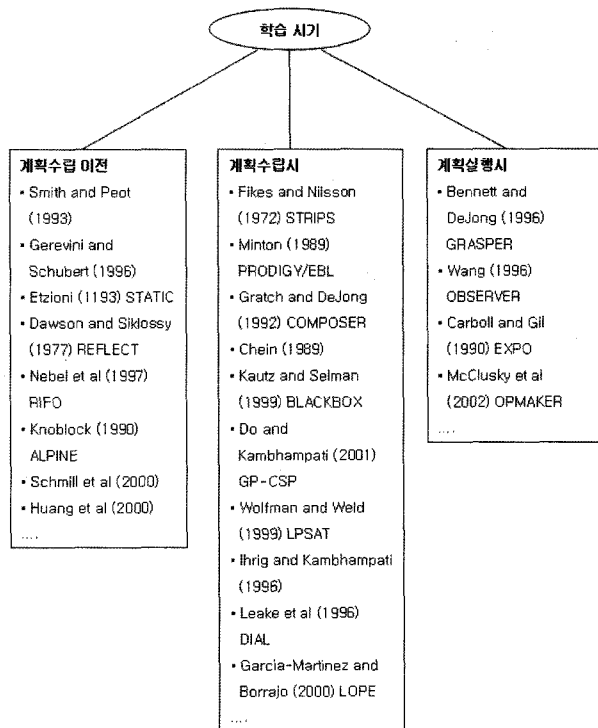 학습 시기
계획수립 이전
• Smith and Peot
(1993)
• Gerevini and
Schubert (1996)
• Etzioni (1193) STATIC
• Dawson and Siklossy
(1977) REFLECT
• Nebel et al (1997)
RIFO
• Knoblock (1990)
ALPINE
• Schmill et al (2000)
• Huang et al (2000)
....
계획수립시
• Fikes and Nilsson
(1972) STRIPS
• Minton (1989)
PRODIGY/EBL
• Gratch and DeJong
(1992) COMPOSER
• Chein (1989)
• Kautz and Selman
(1999) BLACKBOX
• Do and
Kambhampati (2001)
GP-CSP
• Wolfman and Weld
(1999) LPSAT
• Ihrig and Kambhampati
(1996)
• Leake et al (1996)
DIAL
• Garcia-Martinez and
Borrajo (2000) LOPE
....
계획실행시
• Bennett and
DeJong (1996)
GRASPER
• Wang (1996)
OBSERVER
• Carboll and Gil
(1990) EXPO
• McClusky et al
(2002) OPMAKER
....